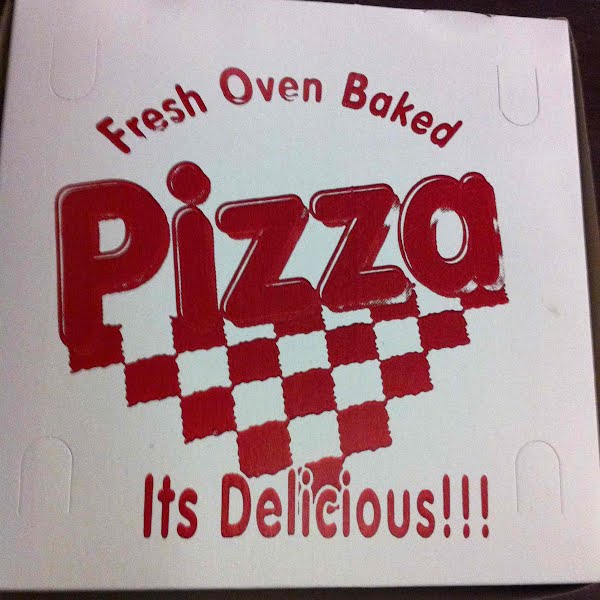 Fresh Oven Baked
Pizza
Its Delicious!!!